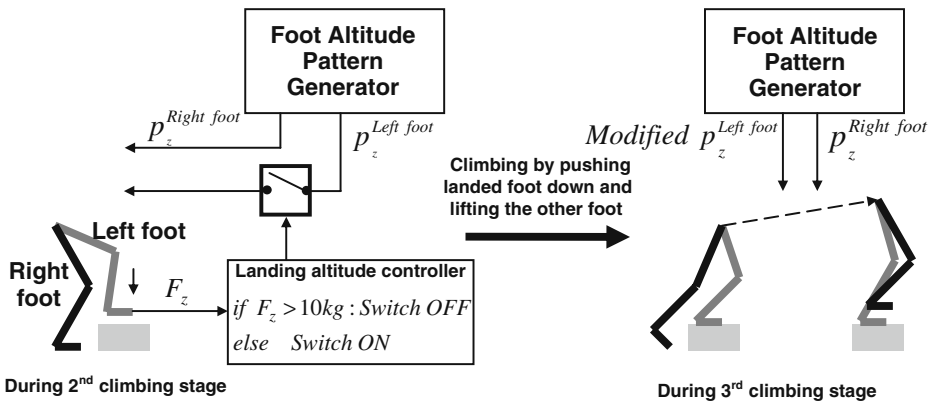 Foot Altitude
Pattern
Generator
p_z^{Right foot}
p_z^{Left foot}
Left foot
Right
foot
F_z
Landing altitude controller
if F_z > 10kg : Switch OFF
else Switch ON
During 2nd climbing stage
Climbing by pushing
landed foot down and
lifting the other foot
Foot Altitude
Pattern
Generator
Modified p_z^{Left foot}
p_z^{Right foot}
During 3rd climbing stage